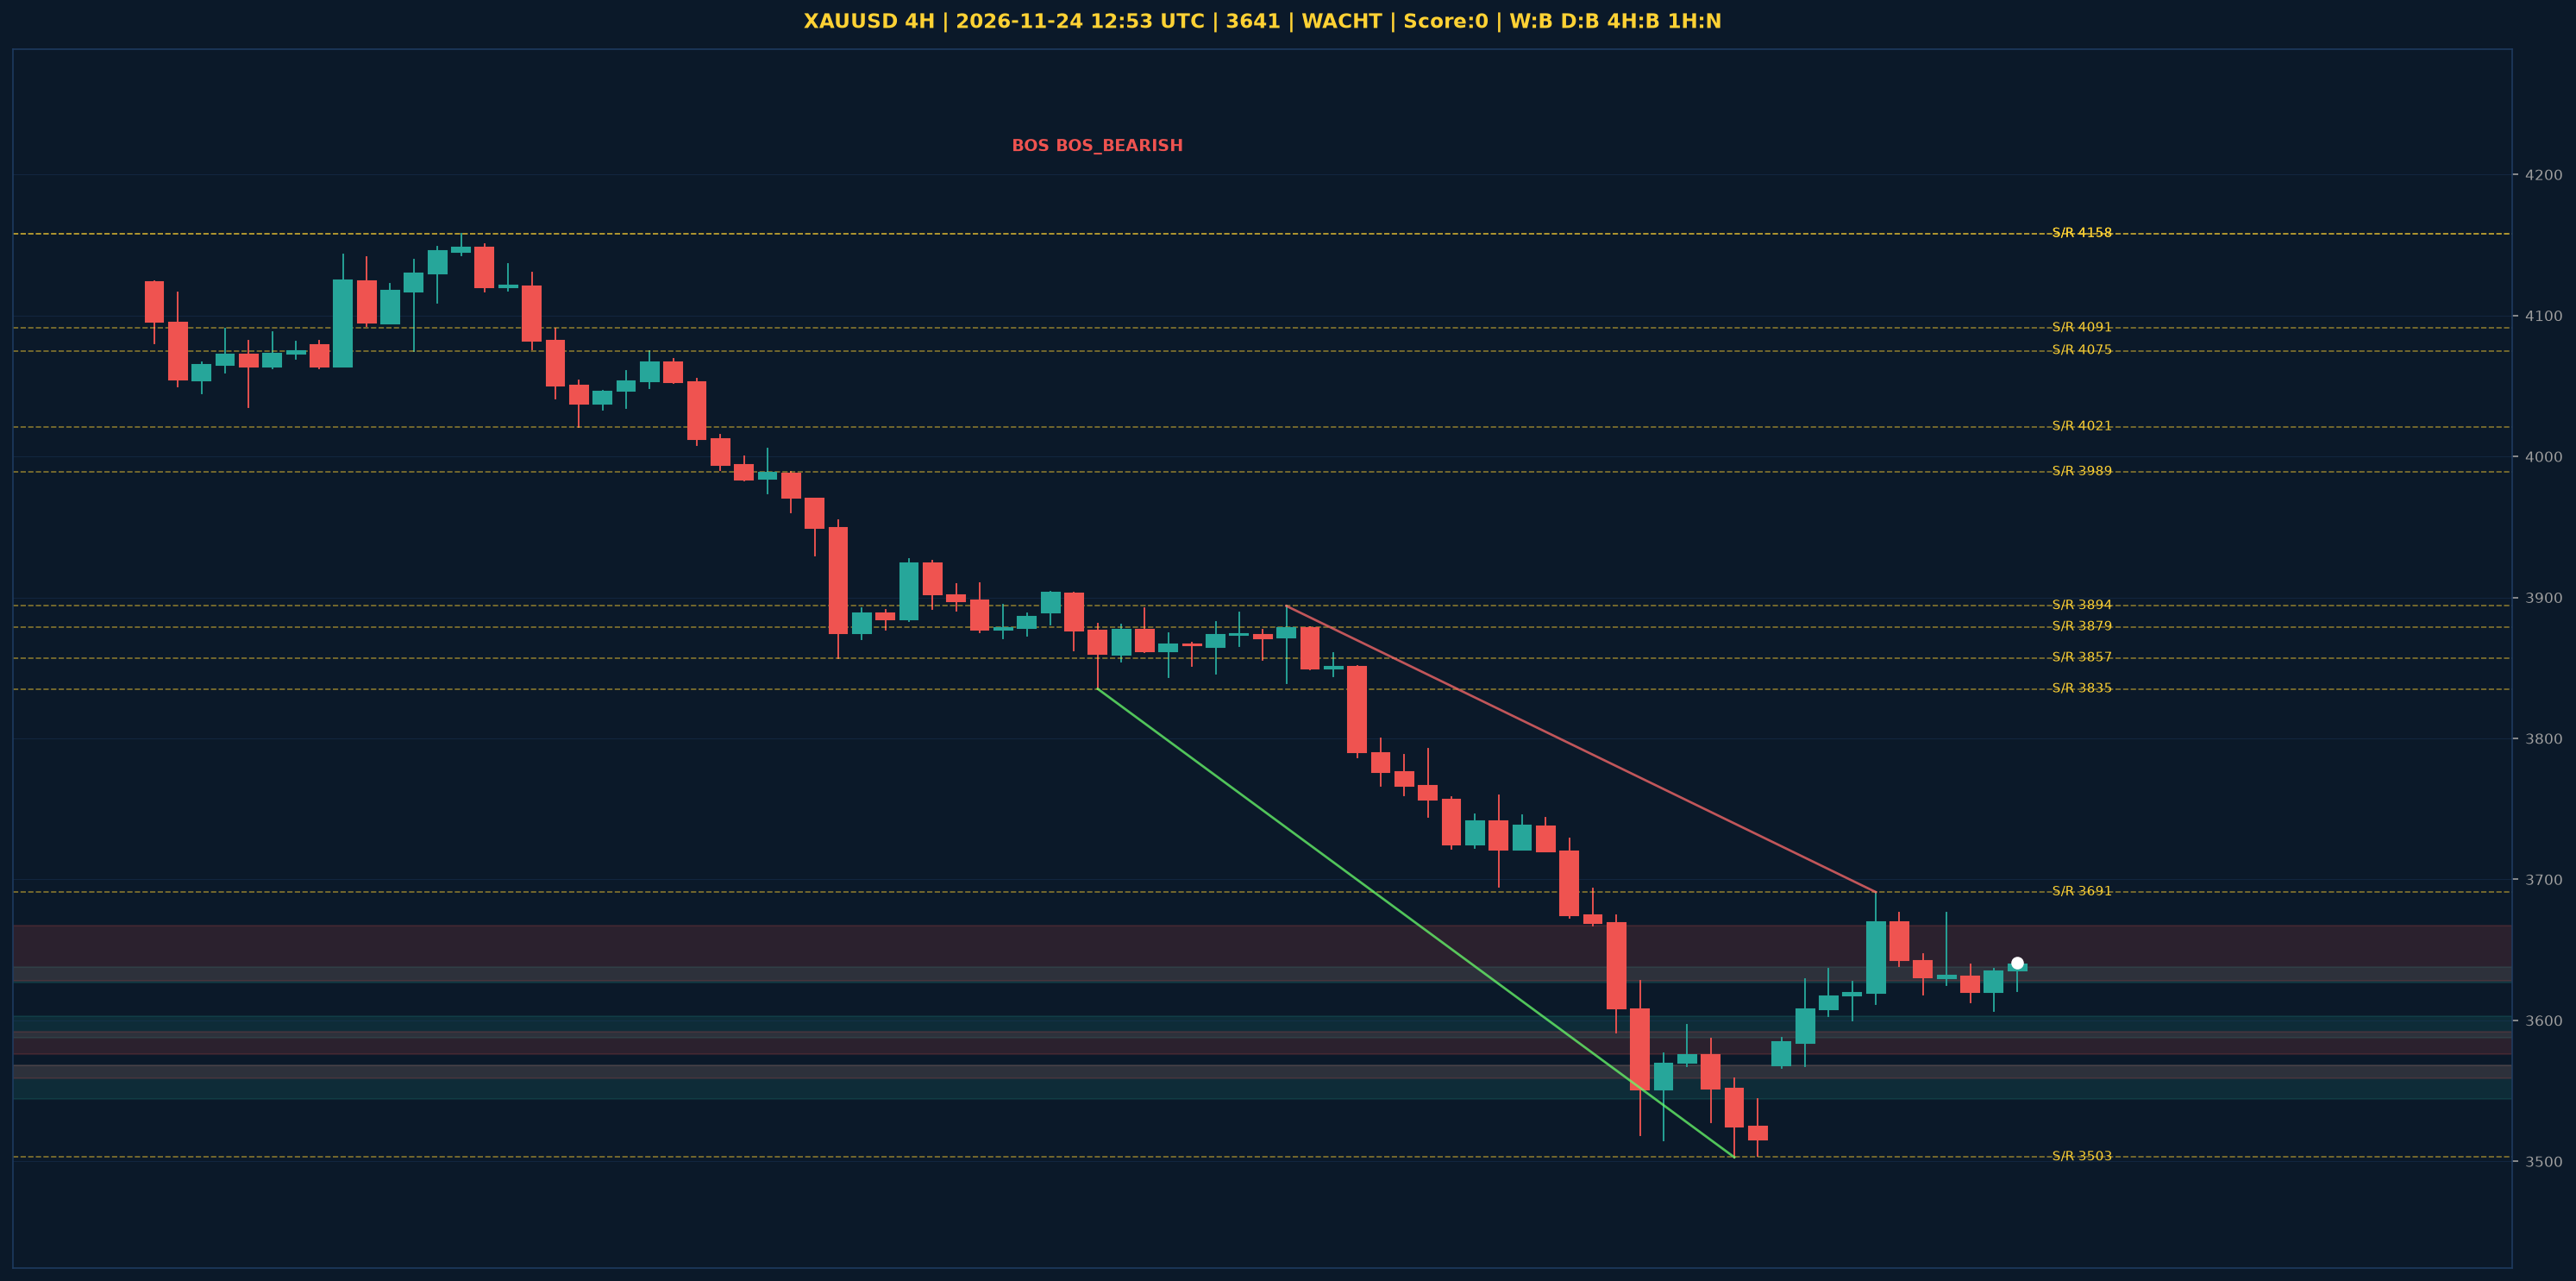 XAUUSD 4H | 2026-11-24 12:53 UTC | 3641 | WACHT | Score:0 | W:B D:B 4H:B 1H:N
BOS BOS_BEARISH
4200
S/R 4158
S/R 4091
4100
S/R 4075
S/R 4021
4000
S/R 3989
3900
S/R 3894
S/R 3879
S/R 3857
S/R 3835
3800
3700
S/R 3691
3600
S/R 3503
3500